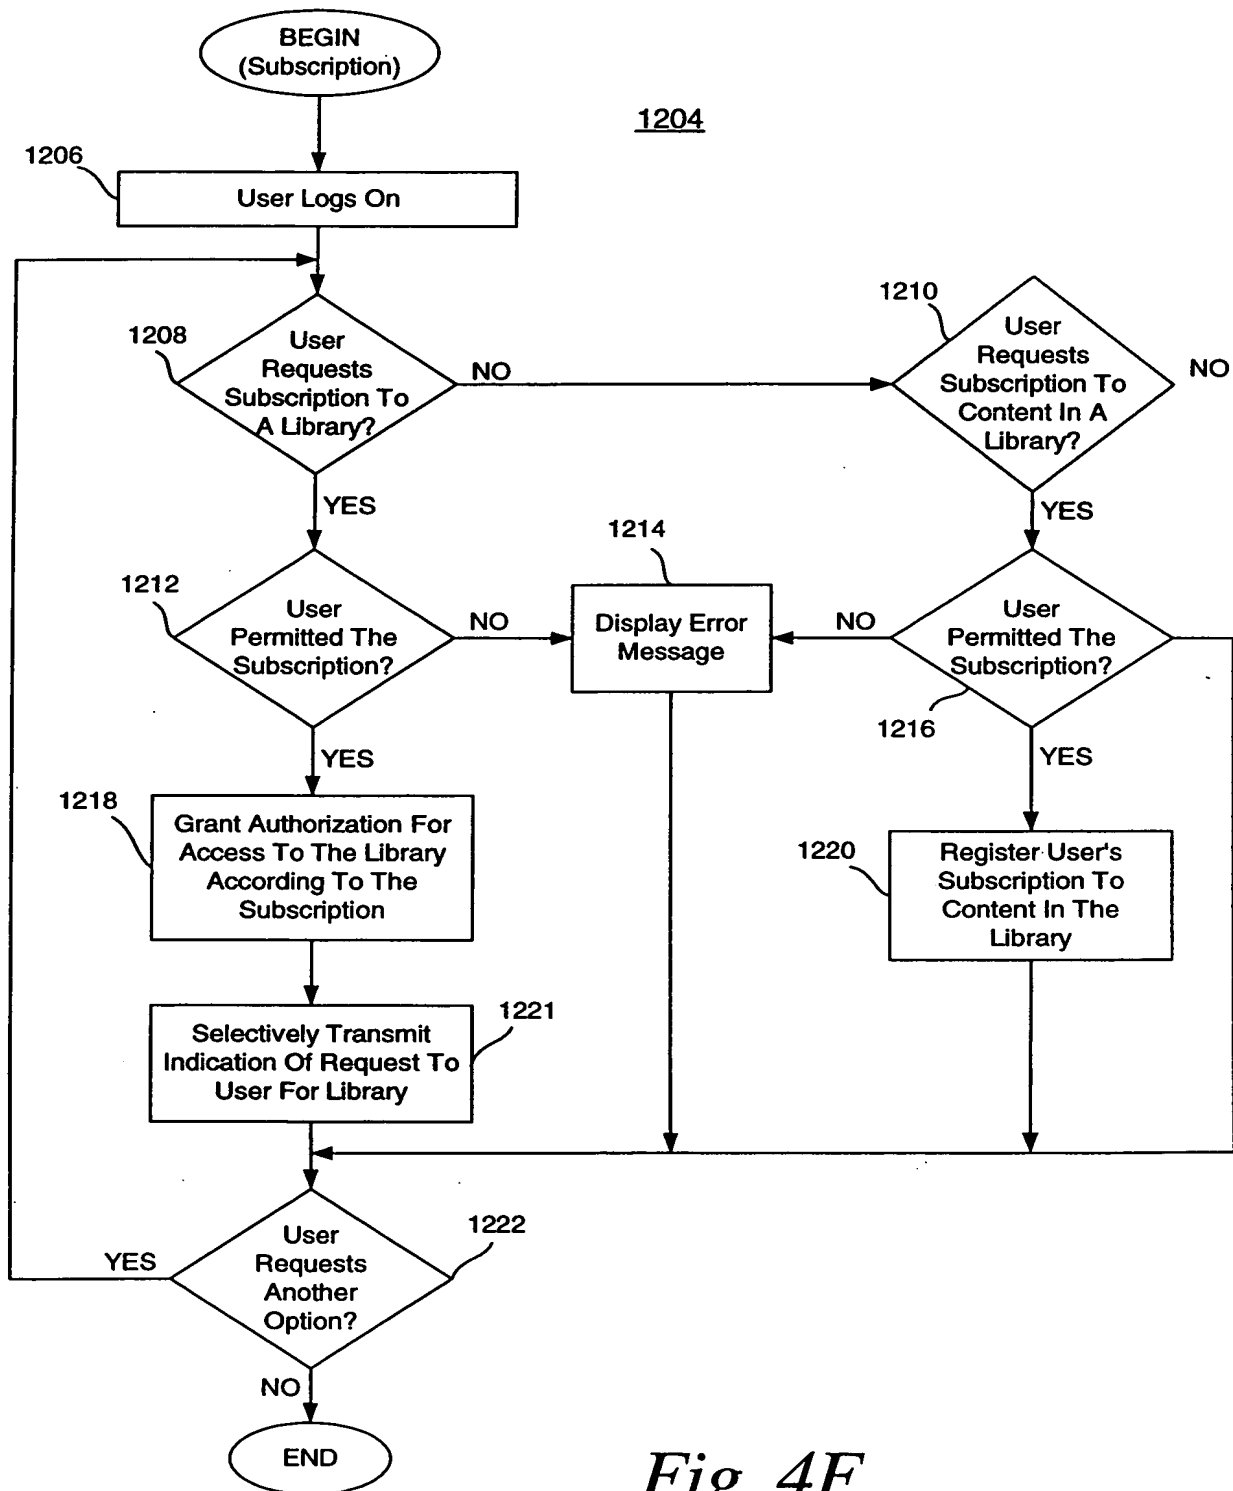 BEGIN
(Subscription)
1204
1206
User Logs On
1208
User
Requests
Subscription To
A Library?
NO
1210
User
Requests
Subscription To
Content In A
Library?
NO
YES
YES
1212
User
Permitted The
Subscription?
NO
1214
Display Error
Message
NO
User
Permitted The
Subscription?
1216
YES
YES
1218
Grant Authorization For
Access To The Library
According To The
Subscription
1220
Register User's
Subscription To
Content In The
Library
1221
Selectively Transmit
Indication Of Request To
User For Library
1222
User
Requests
Another
Option?
YES
NO
END